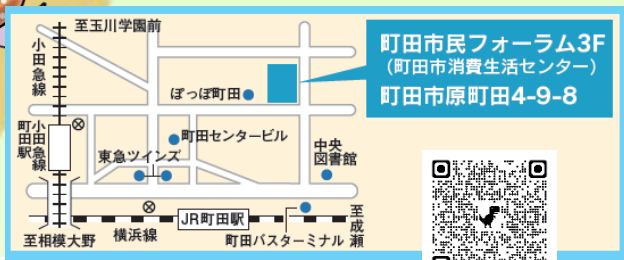 至玉川学園前
小田急線
町田市民フォーラム3F
(町田市消費生活センター)
町田市原町田4-9-8
ぽっぽ町田
小田急線
町田駅
町田センタービル
東急ツインズ
中央
図書館
JR町田駅
至成瀬
至相模大野
横浜線
町田バスターミナル